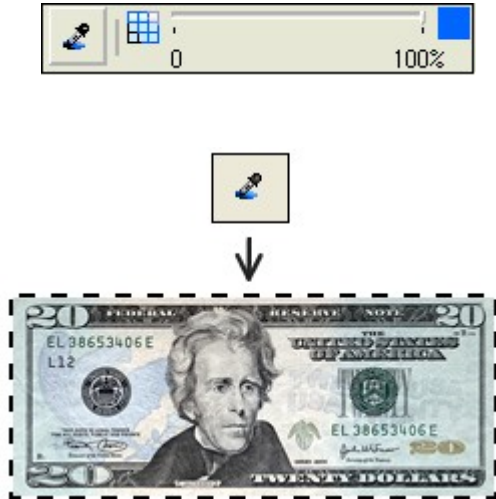 0 100%
20 FEDERAL RESERVE NOTE 20
THE
UNITED STATES
OF AMERICA
EL 38653406 E
L12
EL 38653406 E
20
20 TWENTY DOLLARS